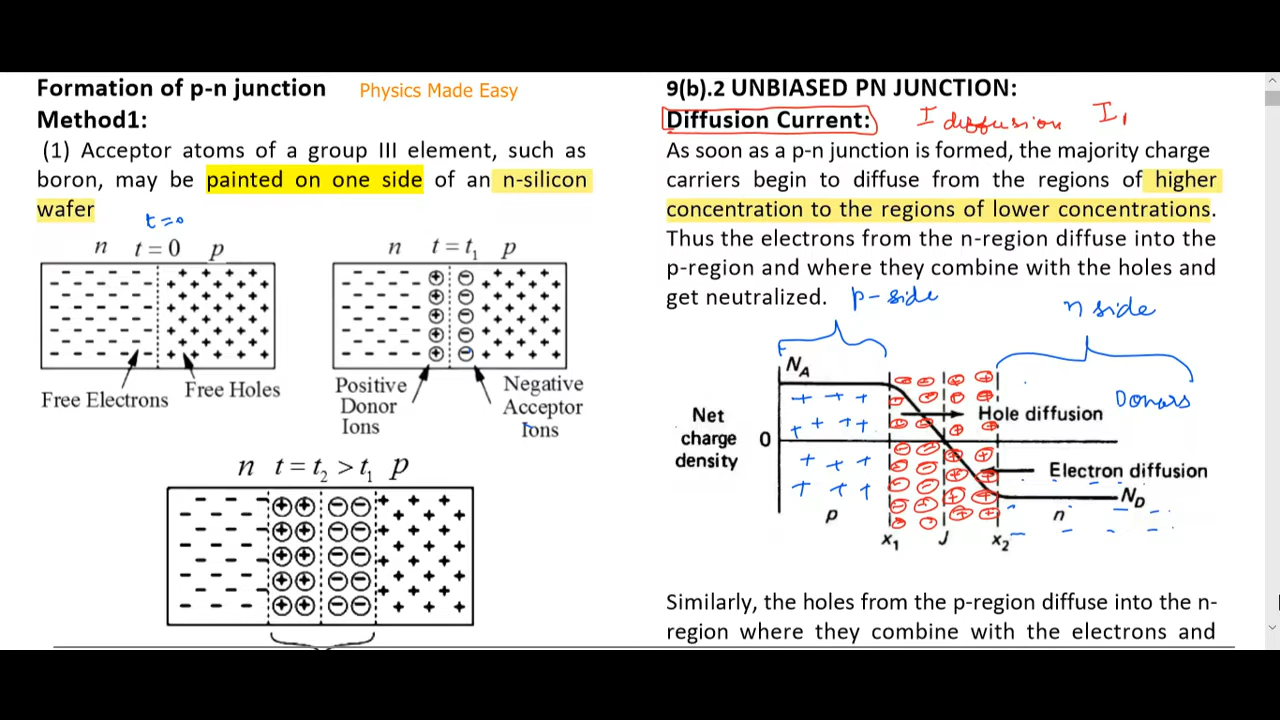 Formation of p-n junction Physics Made Easy
Method1:
(1) Acceptor atoms of a group III element, such as
boron, may be painted on one side of an n-silicon
wafer
t=0
n t=0 p
n t=t₁ p
Free Electrons
Free Holes
Positive
Donor
Ions
Negative
Acceptor
Ions
n t=t₂ >t₁ p
9(b).2 UNBIASED PN JUNCTION:
Diffusion Current: I diffusion I₁
As soon as a p-n junction is formed, the majority charge
carriers begin to diffuse from the regions of higher
concentration to the regions of lower concentrations.
Thus the electrons from the n-region diffuse into the
p-region and where they combine with the holes and
get neutralized. p-side
n side
N_A
Donors
Net
charge
density
0
Hole diffusion
Electron diffusion
N_D
p
n
x₁
J
x₂
Similarly, the holes from the p-region diffuse into the n-
region where they combine with the electrons and